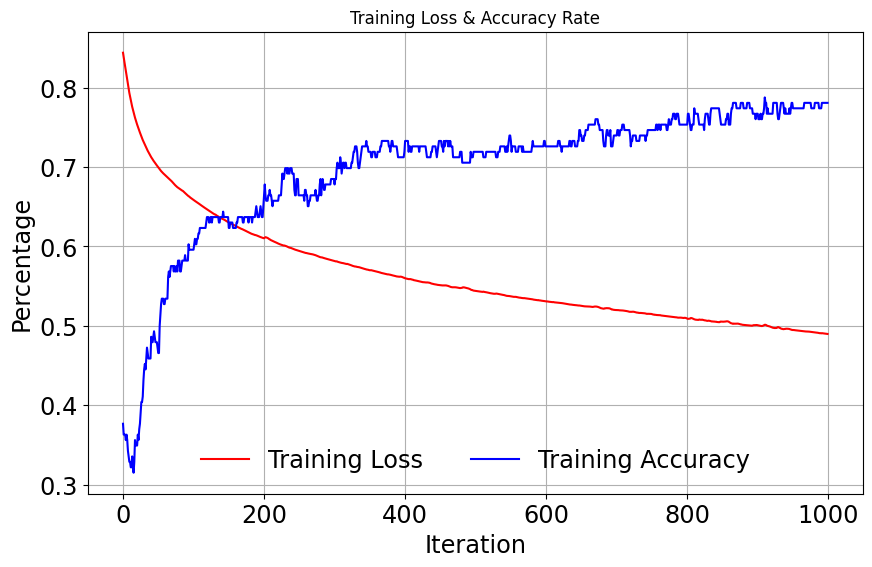 Training Loss & Accuracy Rate
Percentage
0.8
0.7
0.6
0.5
0.4
0.3
Training Loss
Training Accuracy
0 200 400 600 800 1000
Iteration